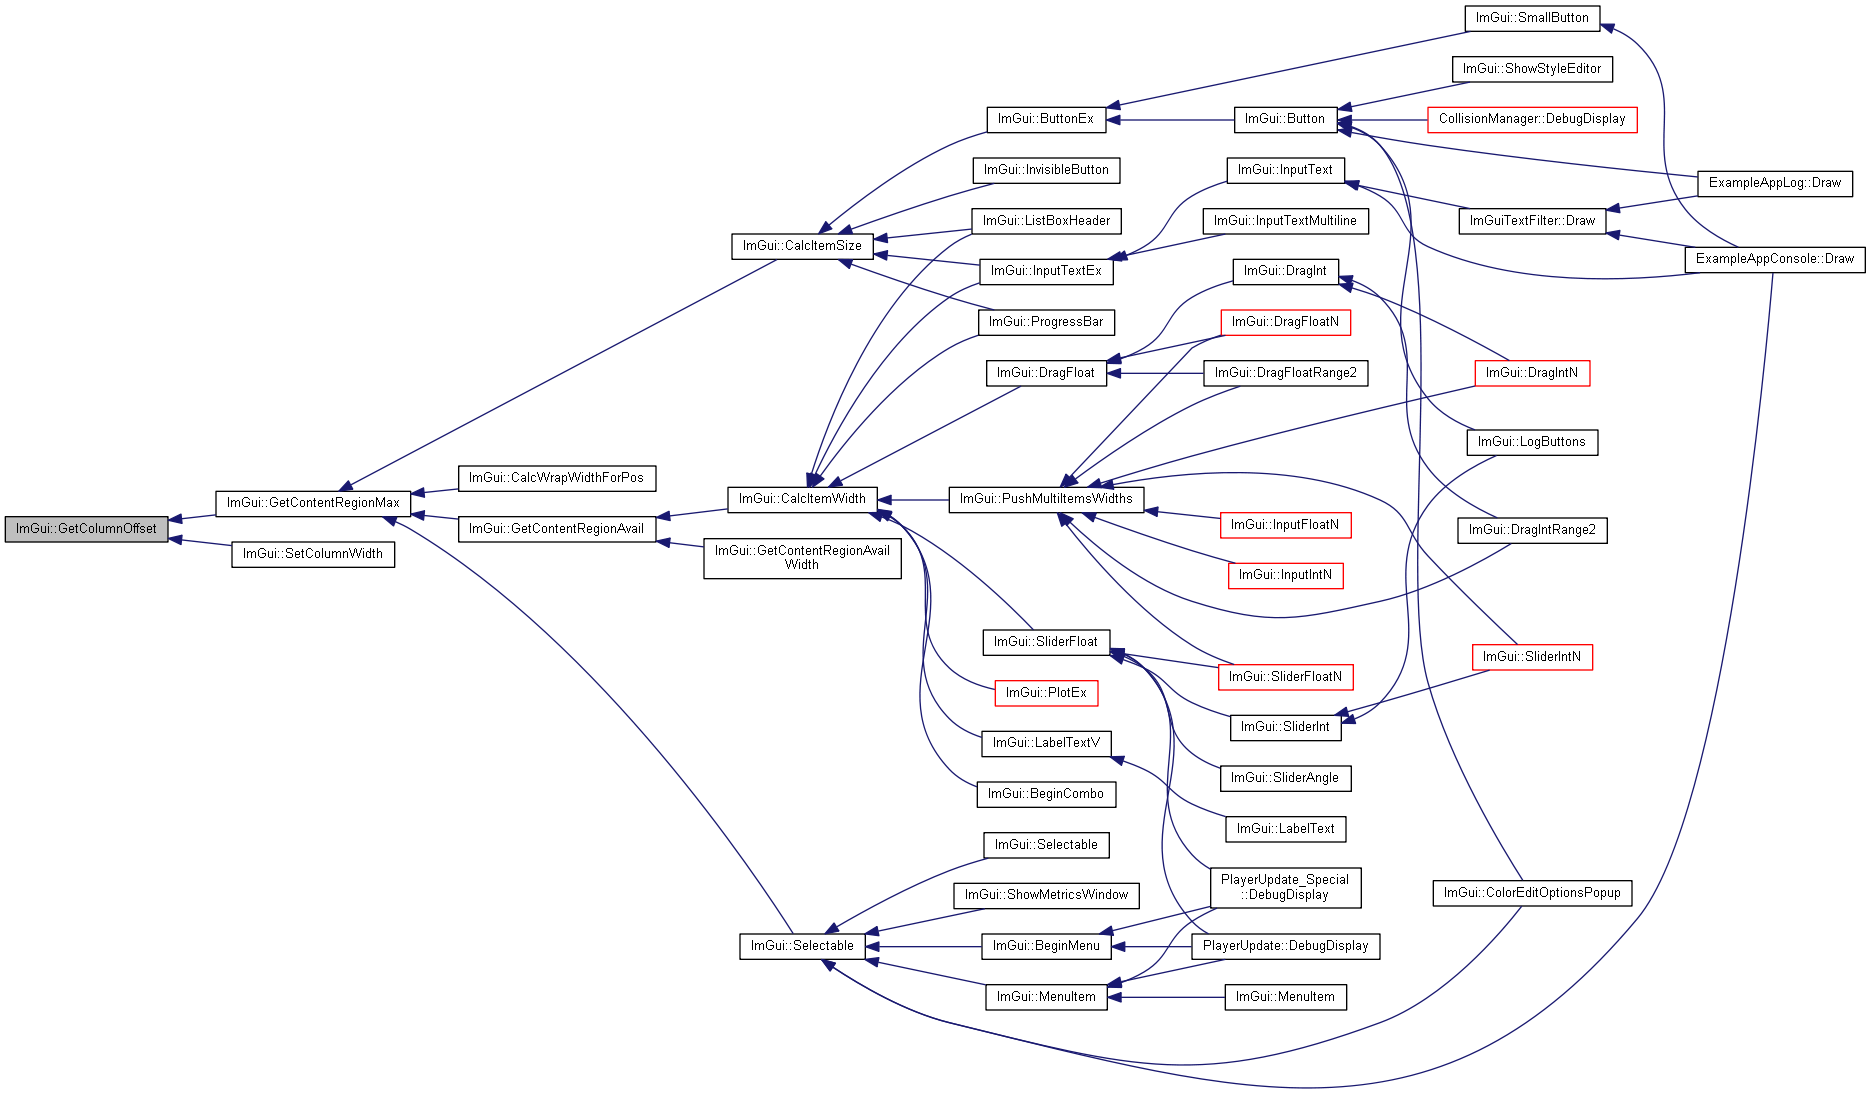 ImGui::GetColumnOffset
ImGui::GetContentRegionMax
ImGui::SetColumnWidth
ImGui::CalcWrapWidthForPos
ImGui::GetContentRegionAvail
ImGui::CalcItemSize
ImGui::CalcItemWidth
ImGui::GetContentRegionAvail
Width
ImGui::Selectable
ImGui::ButtonEx
ImGui::InvisibleButton
ImGui::ListBoxHeader
ImGui::InputTextEx
ImGui::ProgressBar
ImGui::DragFloat
ImGui::PushMultiItemsWidths
ImGui::SliderFloat
ImGui::PlotEx
ImGui::LabelTextV
ImGui::BeginCombo
ImGui::Selectable
ImGui::ShowMetricsWindow
ImGui::BeginMenu
ImGui::MenuItem
ImGui::Button
ImGui::InputText
ImGui::InputTextMultiline
ImGui::DragInt
ImGui::DragFloatN
ImGui::DragFloatRange2
ImGui::InputFloatN
ImGui::InputIntN
ImGui::SliderFloatN
ImGui::SliderInt
ImGui::SliderAngle
ImGui::LabelText
PlayerUpdate_Special
::DebugDisplay
PlayerUpdate::DebugDisplay
ImGui::MenuItem
ImGui::SmallButton
ImGui::ShowStyleEditor
CollisionManager::DebugDisplay
ImGuiTextFilter::Draw
ImGui::DragIntN
ImGui::LogButtons
ImGui::DragIntRange2
ImGui::SliderIntN
ImGui::ColorEditOptionsPopup
ExampleAppLog::Draw
ExampleAppConsole::Draw